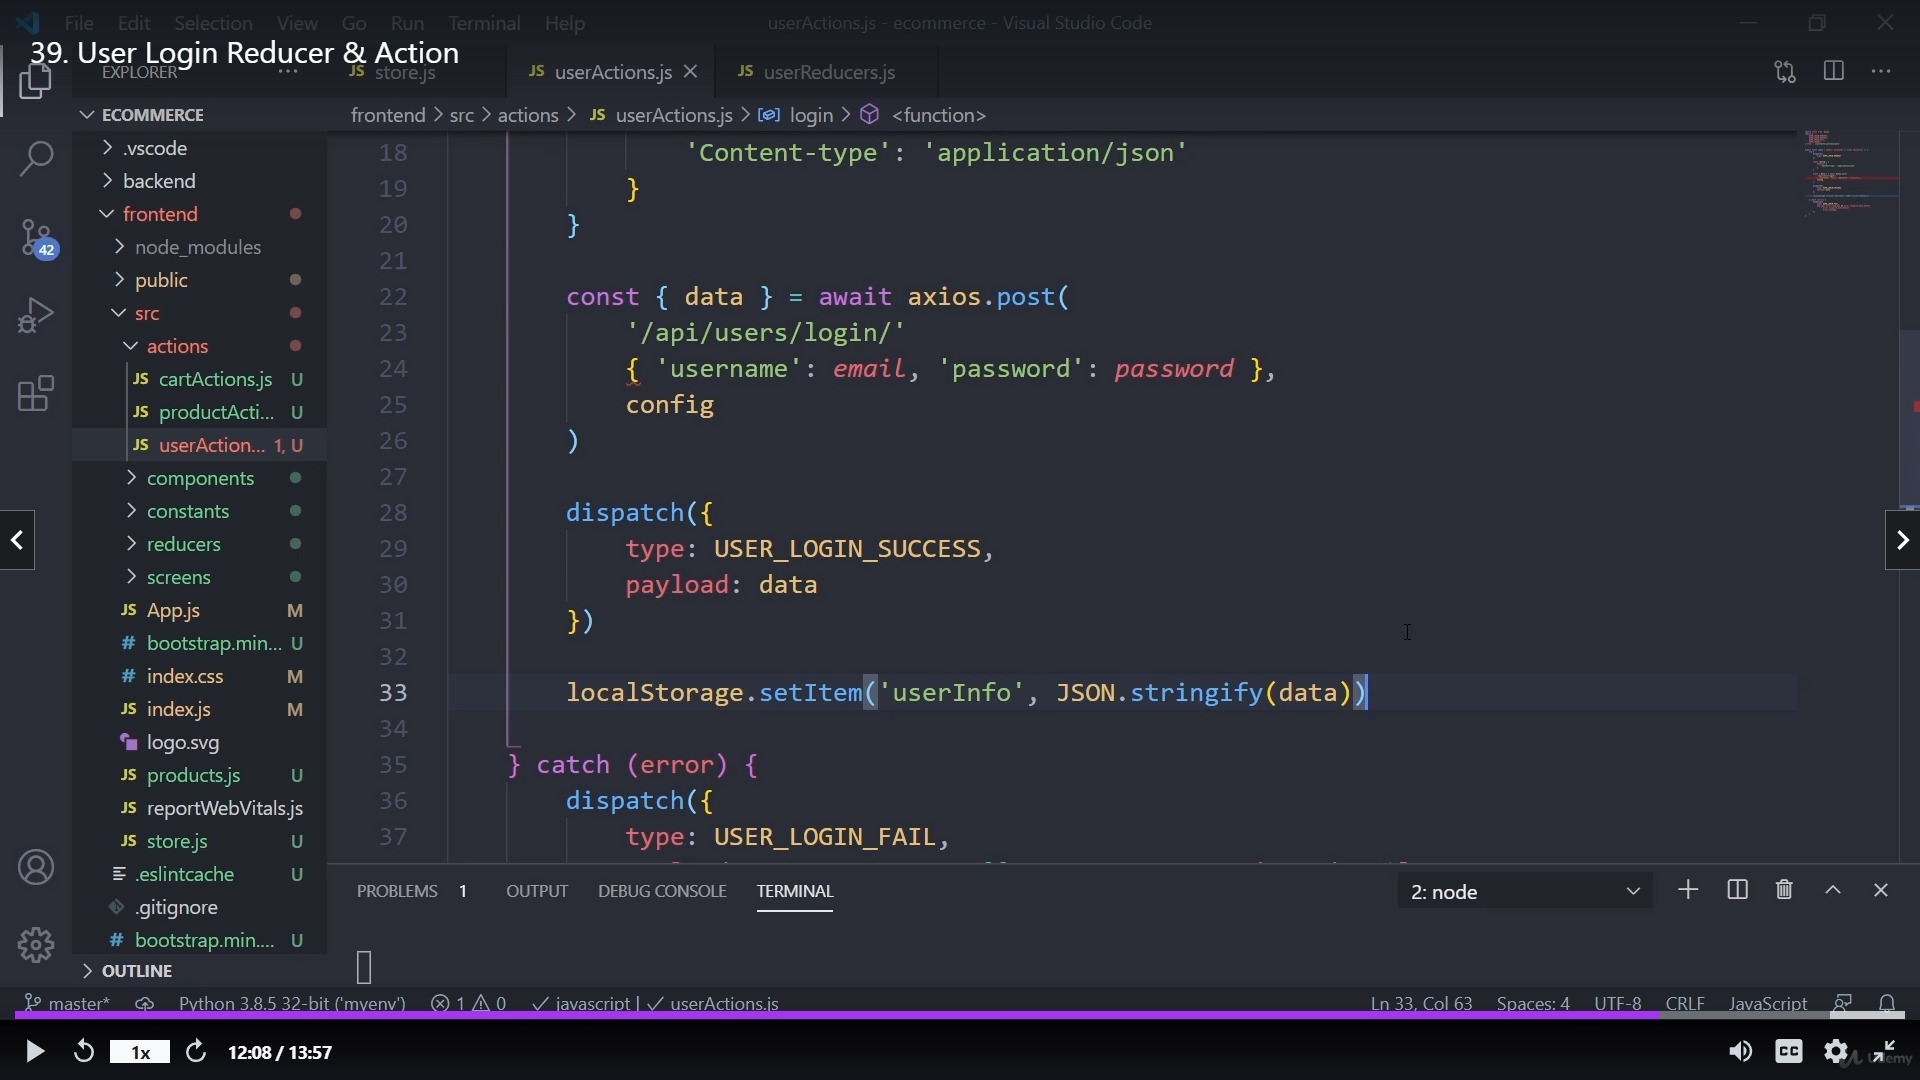 File Edit Selection View Go Run Terminal Help
userActions.js - ecommerce - Visual Studio Code
39. User Login Reducer & Action
EXPLORER
JS store.js
JS userActions.js
JS userReducers.js
ECOMMERCE
frontend > src > actions > JS userActions.js > login > <function>
.vscode
backend
frontend
node_modules
public
src
actions
JS cartActions.js U
JS productActi... U
JS userAction... 1, U
components
constants
reducers
screens
JS App.js M
# bootstrap.min... U
# index.css M
JS index.js M
logo.svg
JS products.js U
JS reportWebVitals.js
JS store.js U
.eslintcache U
.gitignore
# bootstrap.min.... U
OUTLINE
42
18 'Content-type': 'application/json'
19 }
20 }
21
22 const { data } = await axios.post(
23 '/api/users/login/'
24 { 'username': email, 'password': password },
25 config
26 )
27
28 dispatch({
29 type: USER_LOGIN_SUCCESS,
30 payload: data
31 })
32
33 localStorage.setItem('userInfo', JSON.stringify(data))
34
35 } catch (error) {
36 dispatch({
37 type: USER_LOGIN_FAIL,
PROBLEMS 1 OUTPUT DEBUG CONSOLE TERMINAL
2: node
master* Python 3.8.5 32-bit ('myenv') 1 0 javascript | userActions.js
Ln 33, Col 63 Spaces: 4 UTF-8 CRLF JavaScript
1x 12:08 / 13:57
CC
Udemy